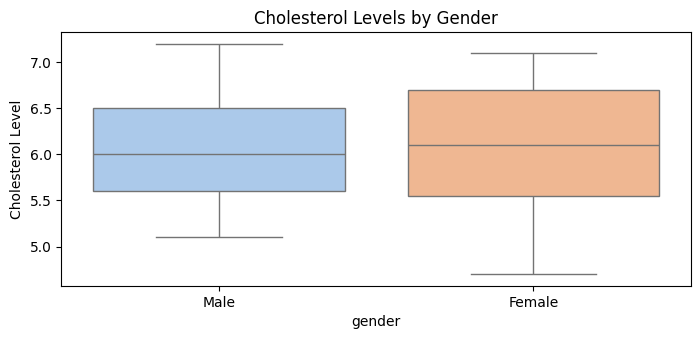 Cholesterol Levels by Gender
Cholesterol Level
7.0
6.5
6.0
5.5
5.0
Male Female
gender